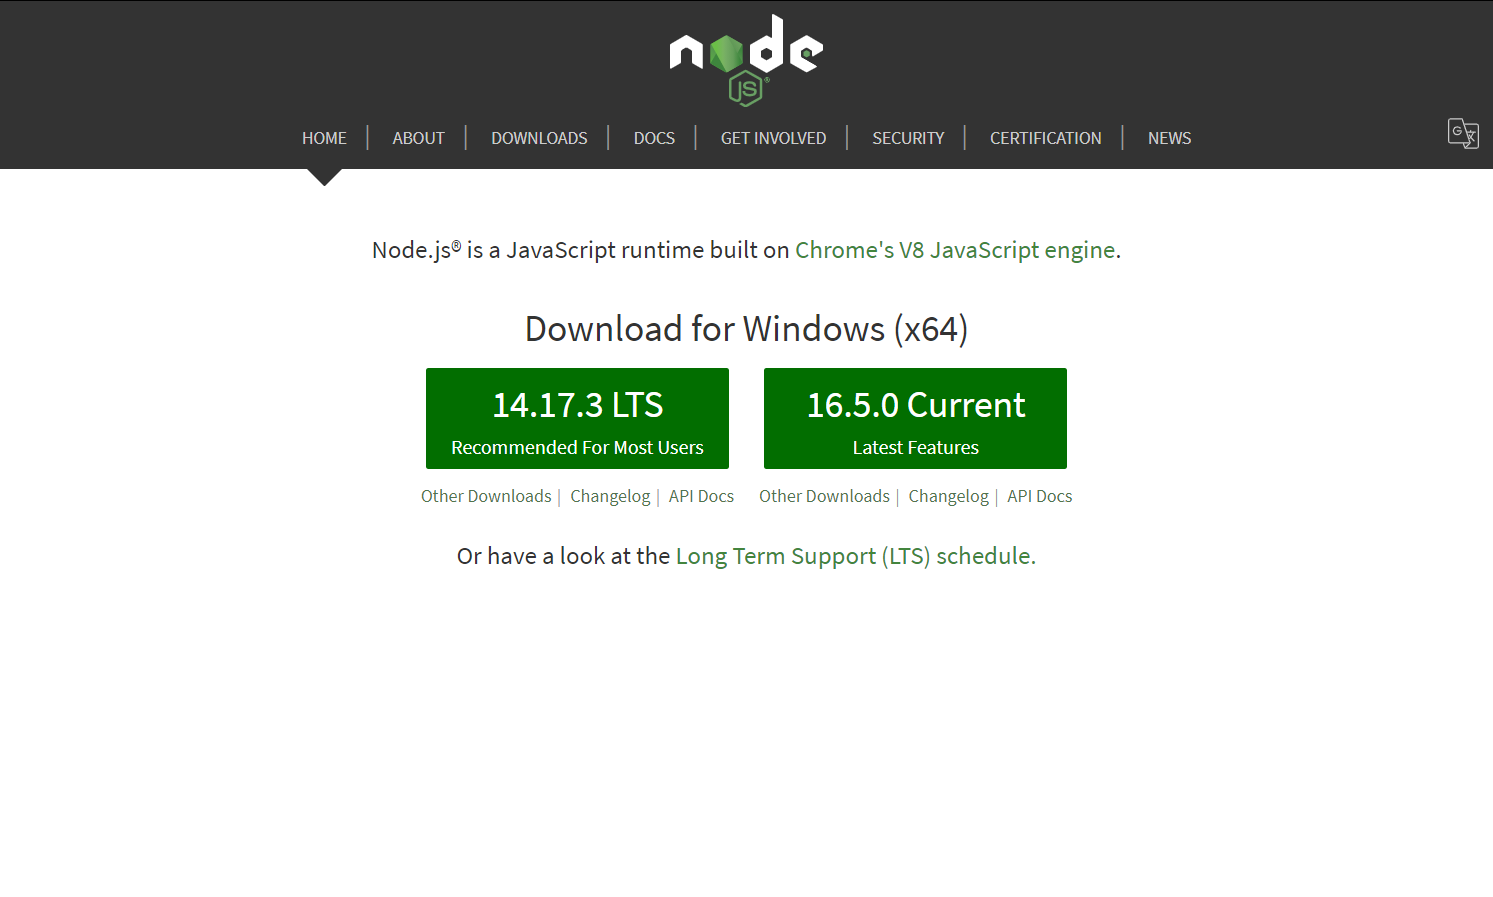 node
JS®
HOME | ABOUT | DOWNLOADS | DOCS | GET INVOLVED | SECURITY | CERTIFICATION | NEWS
G 文
Node.js® is a JavaScript runtime built on Chrome's V8 JavaScript engine.
Download for Windows (x64)
14.17.3 LTS
Recommended For Most Users
Other Downloads | Changelog | API Docs
16.5.0 Current
Latest Features
Other Downloads | Changelog | API Docs
Or have a look at the Long Term Support (LTS) schedule.